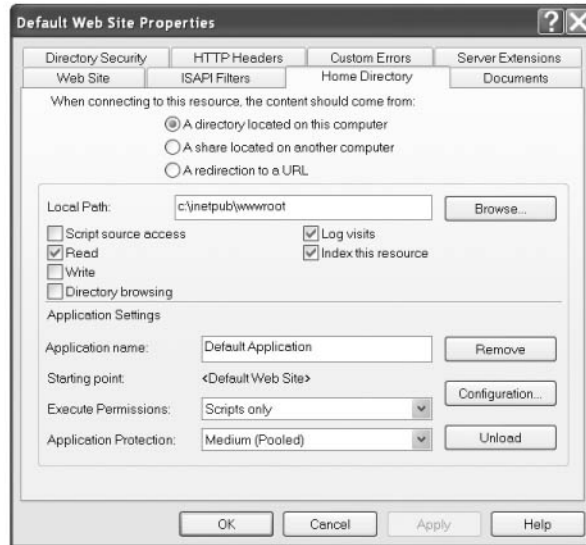 Default Web Site Properties
Directory Security HTTP Headers Custom Errors Server Extensions
Web Site ISAPI Filters Home Directory Documents
When connecting to this resource, the content should come from:
A directory located on this computer
A share located on another computer
A redirection to a URL
Local Path: c:\inetpub\wwwroot Browse...
Script source access Log visits
Read Index this resource
Write
Directory browsing
Application Settings
Application name: Default Application Remove
Starting point: <Default Web Site>
Configuration...
Execute Permissions: Scripts only
Application Protection: Medium (Pooled) Unload
OK Cancel Apply Help